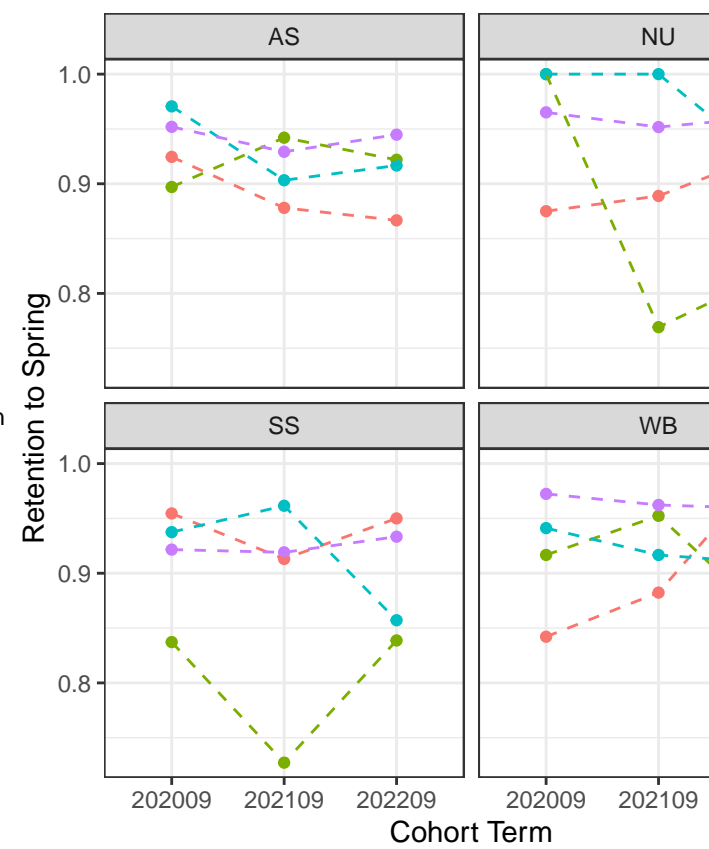 AS
NU
1.0
0.9
0.8
Retention to Spring
n
SS
WB
1.0
0.9
0.8
202009 202109 202209
202009 202109
Cohort Term